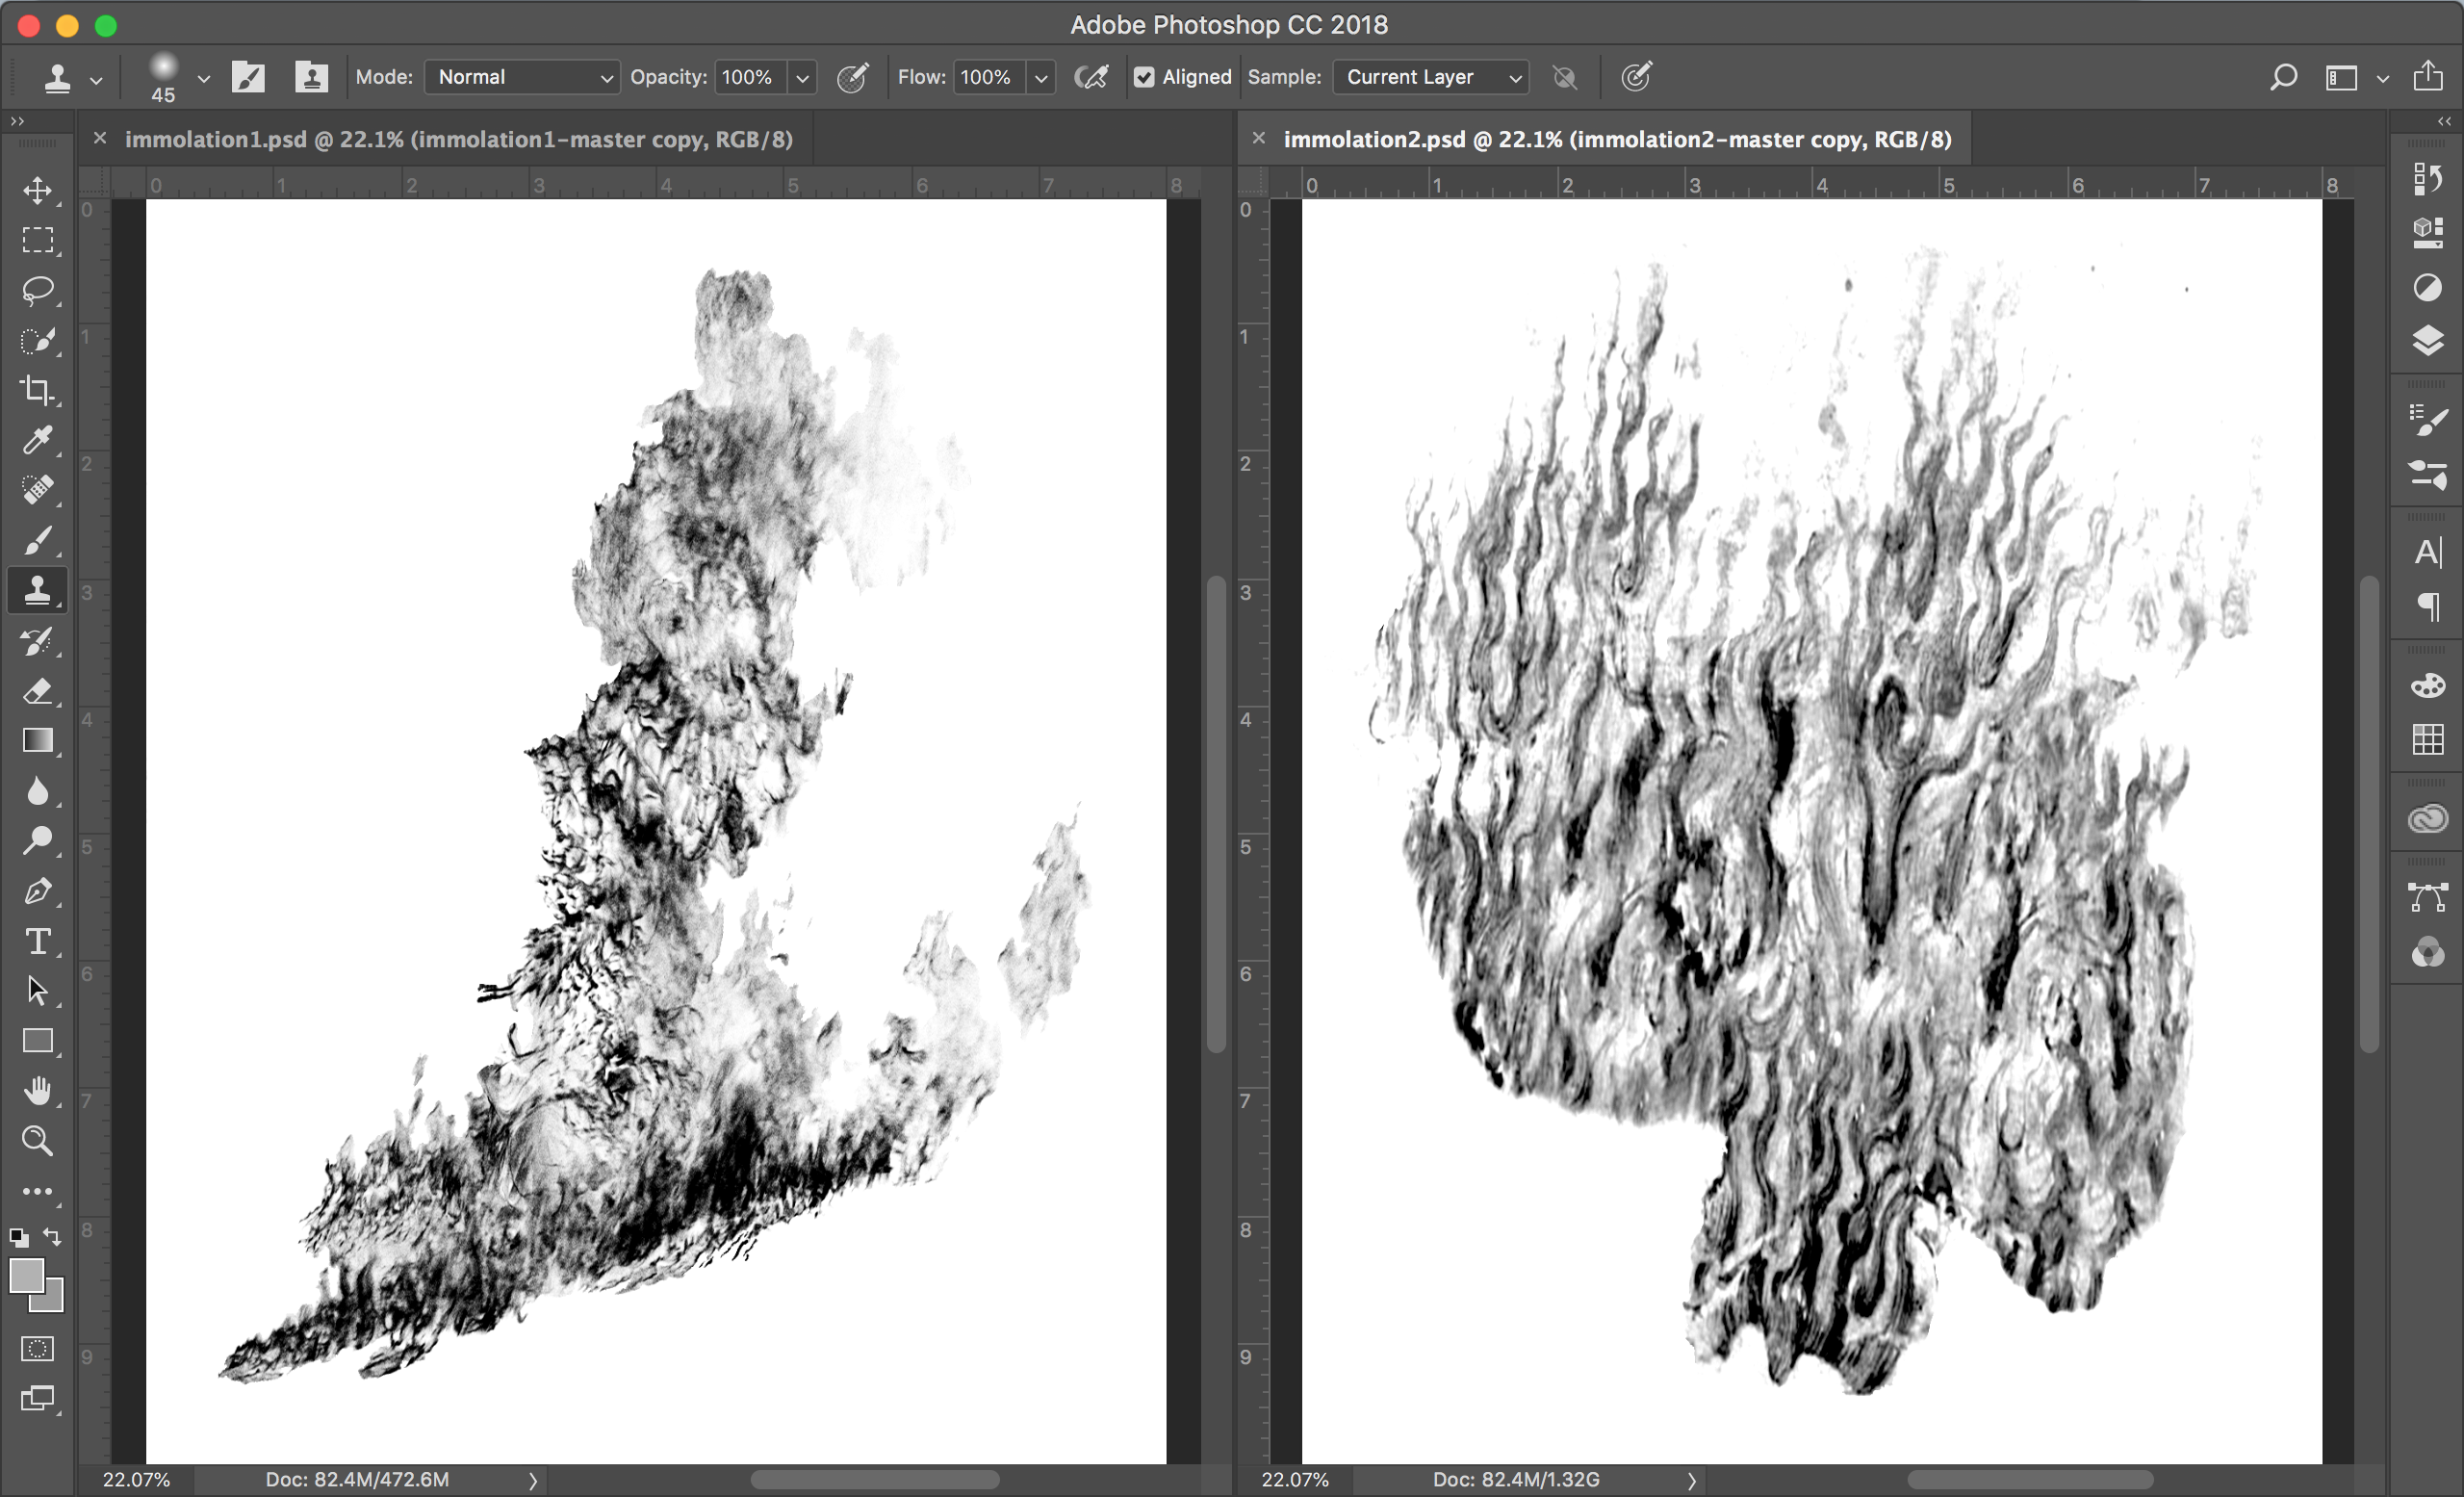 Adobe Photoshop CC 2018
45 Mode: Normal Opacity: 100% Flow: 100% Aligned Sample: Current Layer
immolation1.psd @ 22.1% (immolation1-master copy, RGB/8)
0 1 2 3 4 5 6 7 8
0
1
2
3
4
5
6
7
8
9
22.07% Doc: 82.4M/472.6M
immolation2.psd @ 22.1% (immolation2-master copy, RGB/8)
0 1 2 3 4 5 6 7 8
0
1
2
3
4
5
6
7
8
9
22.07% Doc: 82.4M/1.32G